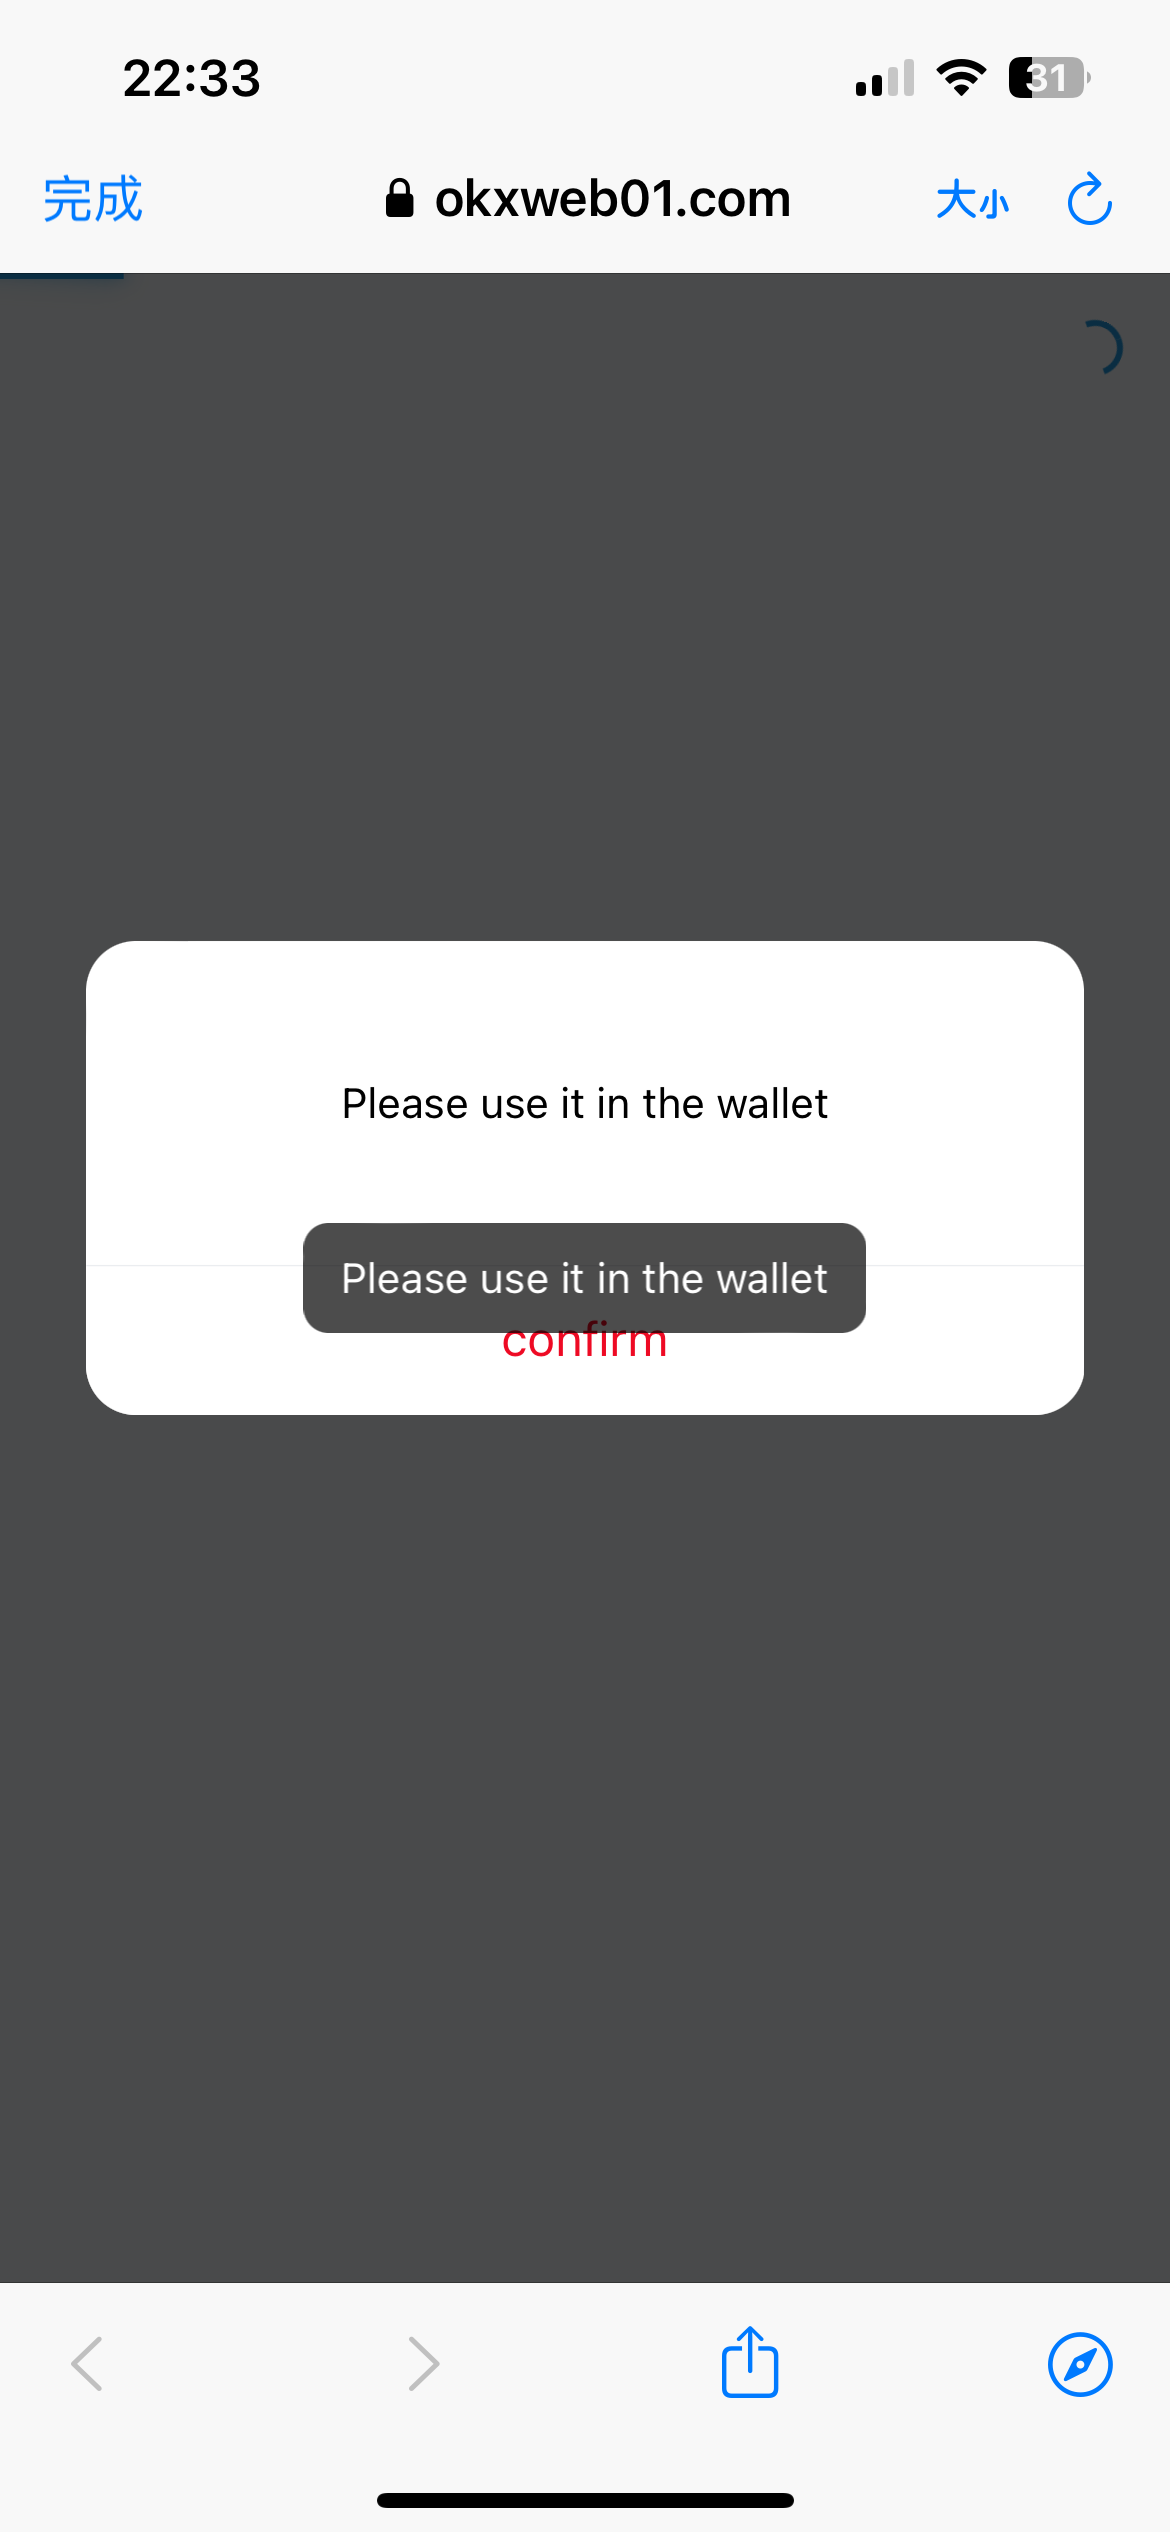 22:33
31
完成
okxweb01.com
大小
Please use it in the wallet
Please use it in the wallet
confirm